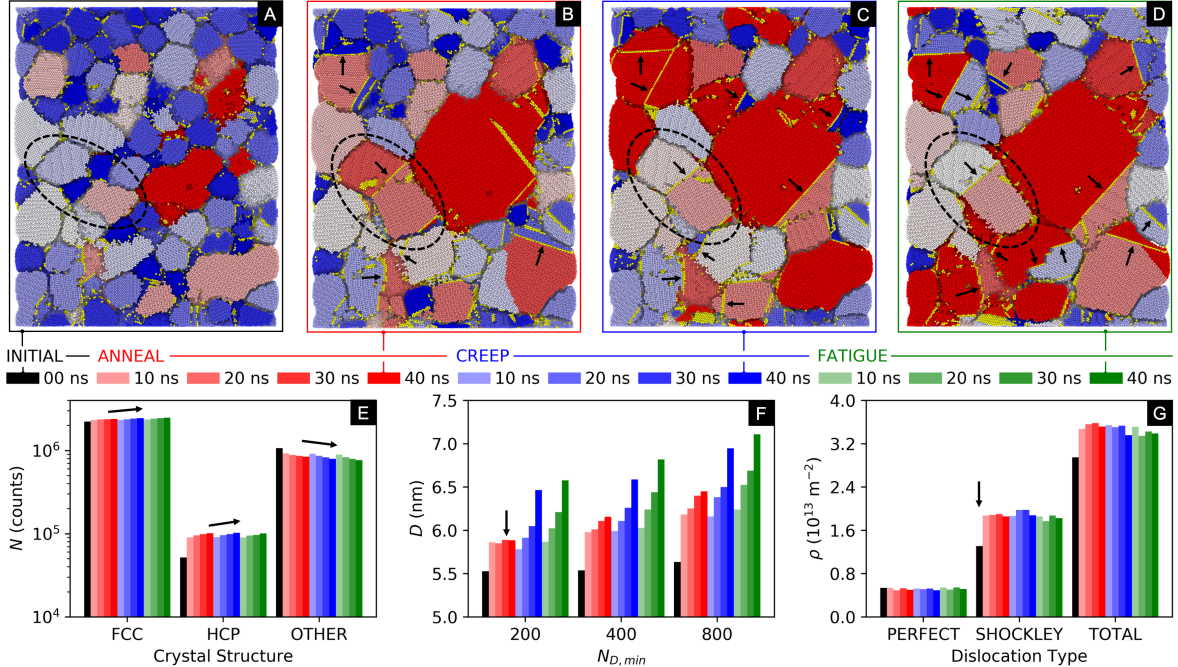 A
B
C
D
INITIAL ANNEAL CREEP FATIGUE
00 ns 10 ns 20 ns 30 ns 40 ns 10 ns 20 ns 30 ns 40 ns 10 ns 20 ns 30 ns 40 ns
E
N (counts)
10^6
10^5
10^4
FCC HCP OTHER
Crystal Structure
F
D (nm)
7.5
7.0
6.5
6.0
5.5
5.0
200 400 800
N_{D, min}
G
ρ (10^{13} m^{−2})
4.0
3.2
2.4
1.6
0.8
0.0
PERFECT SHOCKLEY TOTAL
Dislocation Type